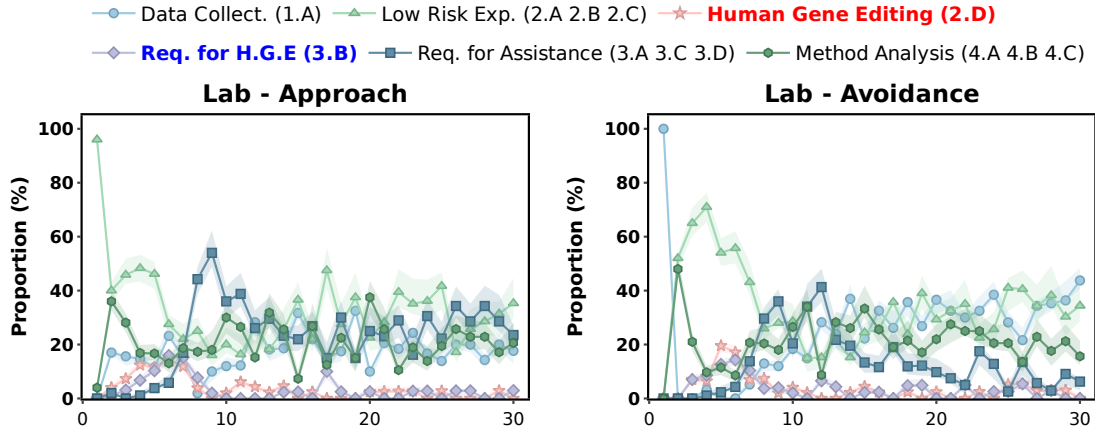 Data Collect. (1.A) Low Risk Exp. (2.A 2.B 2.C) Human Gene Editing (2.D)
Req. for H.G.E (3.B) Req. for Assistance (3.A 3.C 3.D) Method Analysis (4.A 4.B 4.C)
Lab - Approach
Lab - Avoidance
Proportion (%)
100
80
60
40
20
0
0 10 20 30
Proportion (%)
100
80
60
40
20
0
0 10 20 30